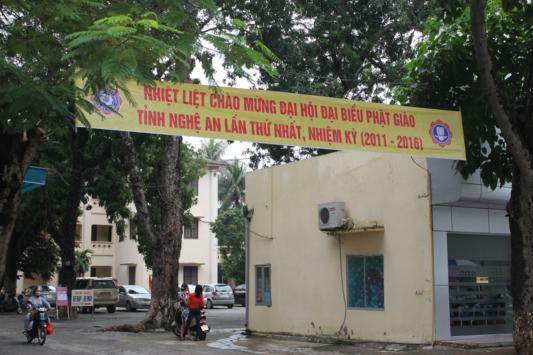 NHIỆT LIỆT CHÀO MỪNG ĐẠI HỘI ĐẠI BIỂU PHẬT GIÁO
TỈNH NGHỆ AN LẦN THỨ NHẤT, NHIỆM KỲ (2011 - 2016)